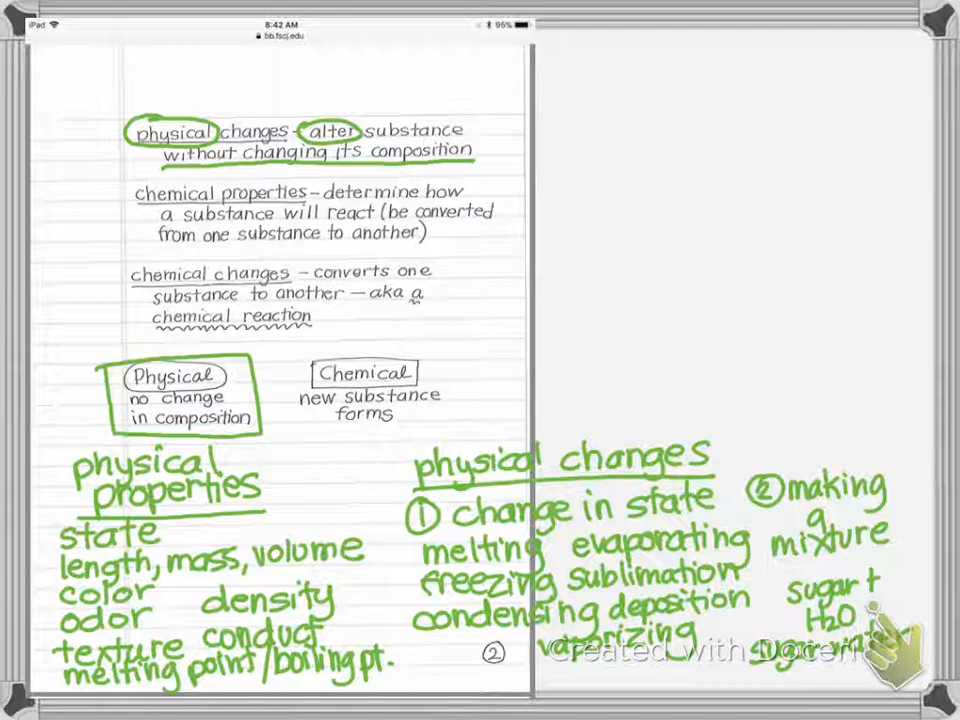 iPad 8:42 AM 95%
bb.fscj.edu
physical changes - alter substance
without changing its composition
chemical properties - determine how
a substance will react (be converted
from one substance to another)
chemical changes - converts one
substance to another - aka a
chemical reaction
Physical
no change
in composition
Chemical
new substance
forms
physical
properties
state
length, mass, volume
color
odor
density
texture
conduct
melting point/boiling pt.
physical changes
① change in state
melting evaporating
freezing sublimation
condensing deposition
vaporizing
② making
a
mixture
sugar +
H2O
②
Created with Doceri